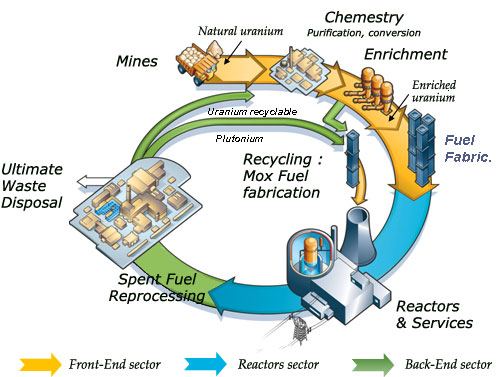 Chemestry
Purification, conversion
Natural uranium
Mines
Enrichment
Enriched
uranium
Uranium recyclable
Plutonium
Fuel
Fabric.
Recycling :
Mox Fuel
fabrication
Ultimate
Waste
Disposal
Spent Fuel
Reprocessing
Reactors
& Services
Front-End sector
Reactors sector
Back-End sector